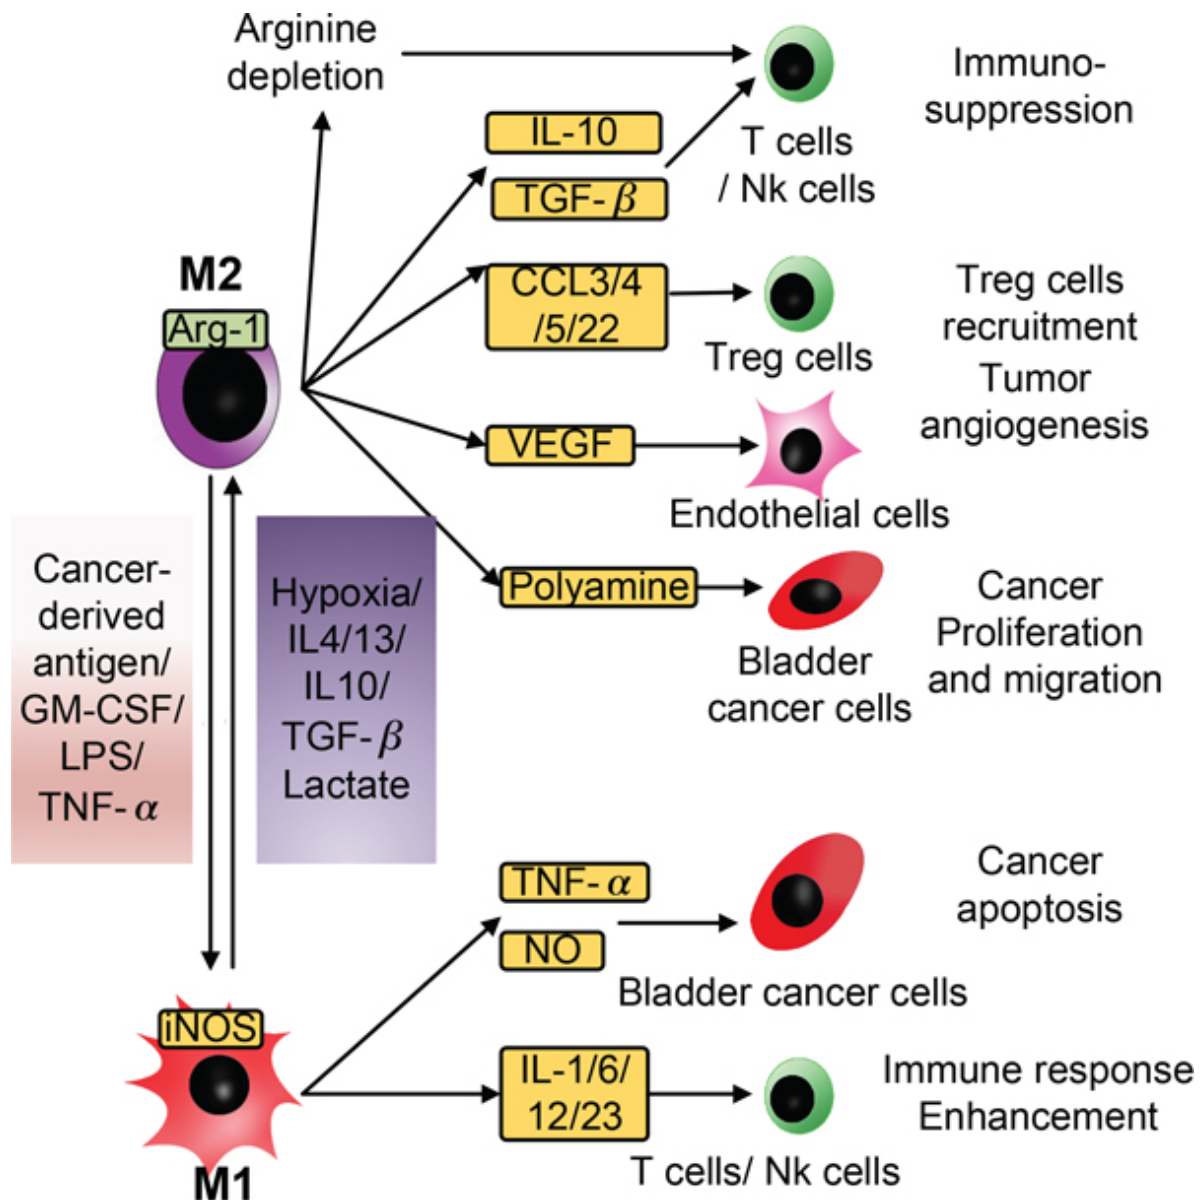 Arginine
depletion
Immuno-
suppression
IL-10
TGF-β
T cells
/ Nk cells
M2
Arg-1
CCL3/4
/5/22
Treg cells
Treg cells
recruitment
Tumor
angiogenesis
VEGF
Endothelial cells
Cancer-
derived
antigen/
GM-CSF/
LPS/
TNF-α
Hypoxia/
IL4/13/
IL10/
TGF-β
Lactate
Polyamine
Bladder
cancer cells
Cancer
Proliferation
and migration
TNF-α
NO
Bladder cancer cells
Cancer
apoptosis
iNOS
M1
IL-1/6/
12/23
T cells/ Nk cells
Immune response
Enhancement